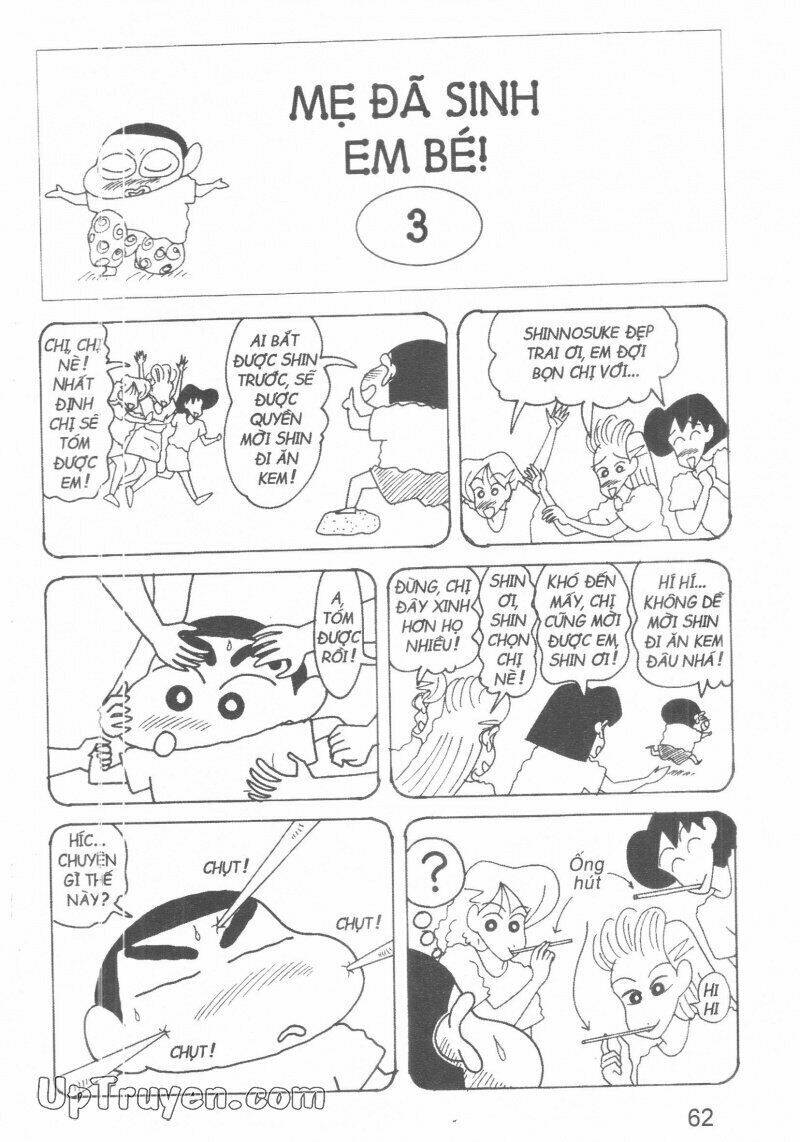 MẸ ĐÃ SINH
EM BÉ!
3
CHỊ, CHỊ
NÈ!
NHẤT
ĐỊNH
CHỊ SẼ
TÓM
ĐƯỢC
EM!
AI BẮT
ĐƯỢC SHIN
TRƯỚC, SẼ
ĐƯỢC
QUYỀN
MỜI SHIN
ĐI ĂN
KEM!
SHINNOSUKE ĐẸP
TRAI ƠI, EM ĐỢI
BỌN CHỊ VỚI...
A,
TÓM
ĐƯỢC
RỒI!
ĐỪNG, CHỊ
ĐÂY XINH
HƠN HỌ
NHIỀU!
SHIN
ƠI,
SHIN
CHỌN
CHỊ
NÈ!
KHÓ ĐẾN
MẤY, CHỊ
CŨNG MỜI
ĐƯỢC EM,
SHIN ƠI!
HÍ HÍ...
KHÔNG DỄ
MỜI SHIN
ĐI ĂN KEM
ĐÂU NHÁ!
HÍC..
CHUYỆN
GÌ THẾ
NÀY?
CHỤT!
CHỤT!
CHỤT!
?
Ống
hút
HI
HI
UpTruyen.com
62